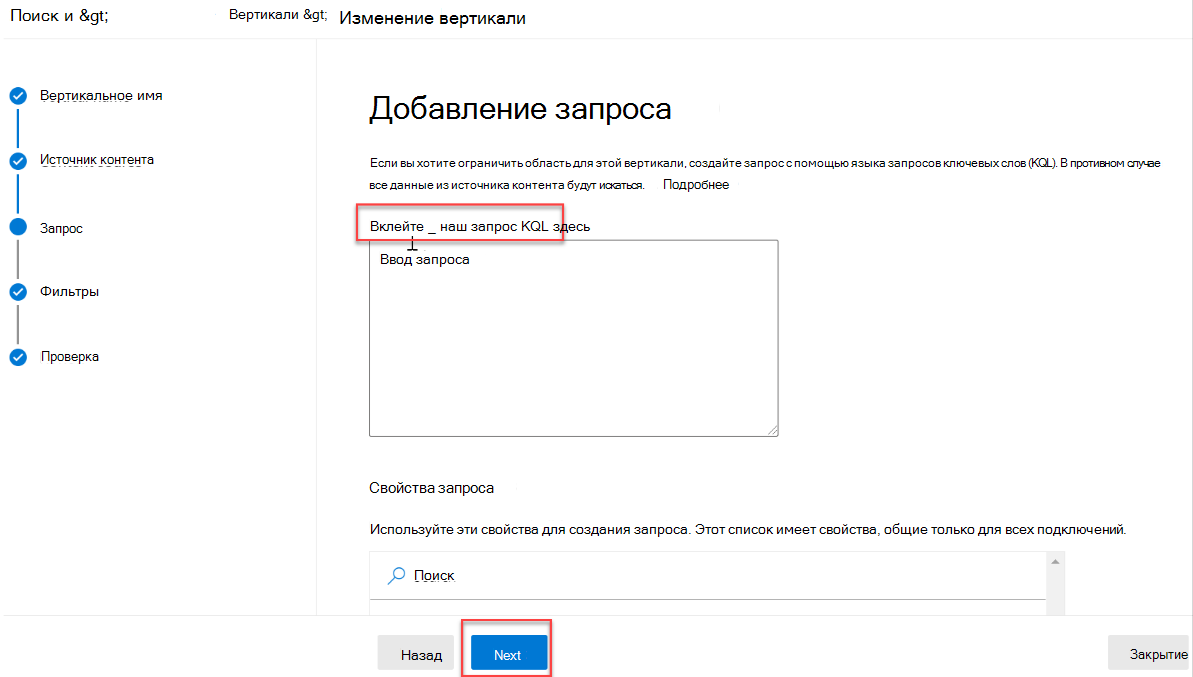 Поиск и &gt; Вертикали &gt; Изменение вертикали
Вертикальное имя
Источник контента
Запрос
Фильтры
Проверка
Добавление запроса
Если вы хотите ограничить область для этой вертикали, создайте запрос с помощью языка запросов ключевых слов (KQL). В противном случае
все данные из источника контента будут искаться. Подробнее
Вклейте _ наш запрос KQL здесь
Ввод запроса
Свойства запроса
Используйте эти свойства для создания запроса. Этот список имеет свойства, общие только для всех подключений.
Поиск
Назад Next Закрытие